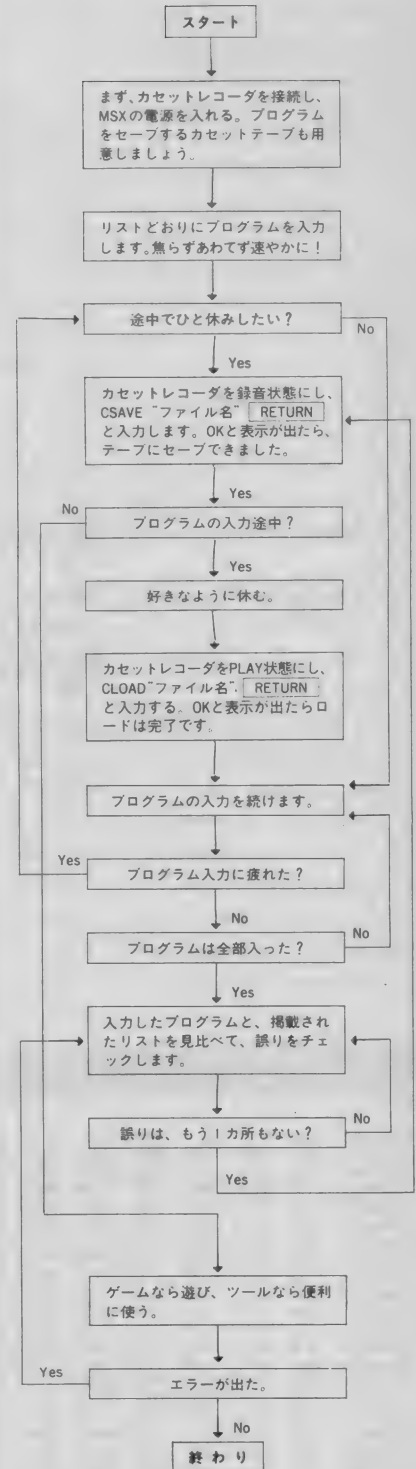 スタート
まず、カセットレコーダを接続し、
MSXの電源を入れる。プログラム
をセーブするカセットテープも用
意しましょう。
リストどおりにプログラムを入力
します。焦らずあわてず速やかに！
途中でひと休みしたい？
No
Yes
カセットレコーダを録音状態にし、
CSAVE "ファイル名" RETURN
と入力します。OKと表示が出たら、
テープにセーブできました。
Yes
No
プログラムの入力途中？
Yes
好きなように休む。
カセットレコーダをPLAY状態にし、
CLOAD"ファイル名" RETURN
と入力する。OKと表示が出たらロ
ードは完了です。
プログラムの入力を続けます。
Yes
プログラム入力に疲れた？
No
プログラムは全部入った？
No
Yes
入力したプログラムと、掲載され
たリストを見比べて、誤りをチェ
ックします。
誤りは、もう1カ所もない？
No
Yes
ゲームなら遊び、ツールなら便利
に使う。
Yes
エラーが出た。
No
終わり